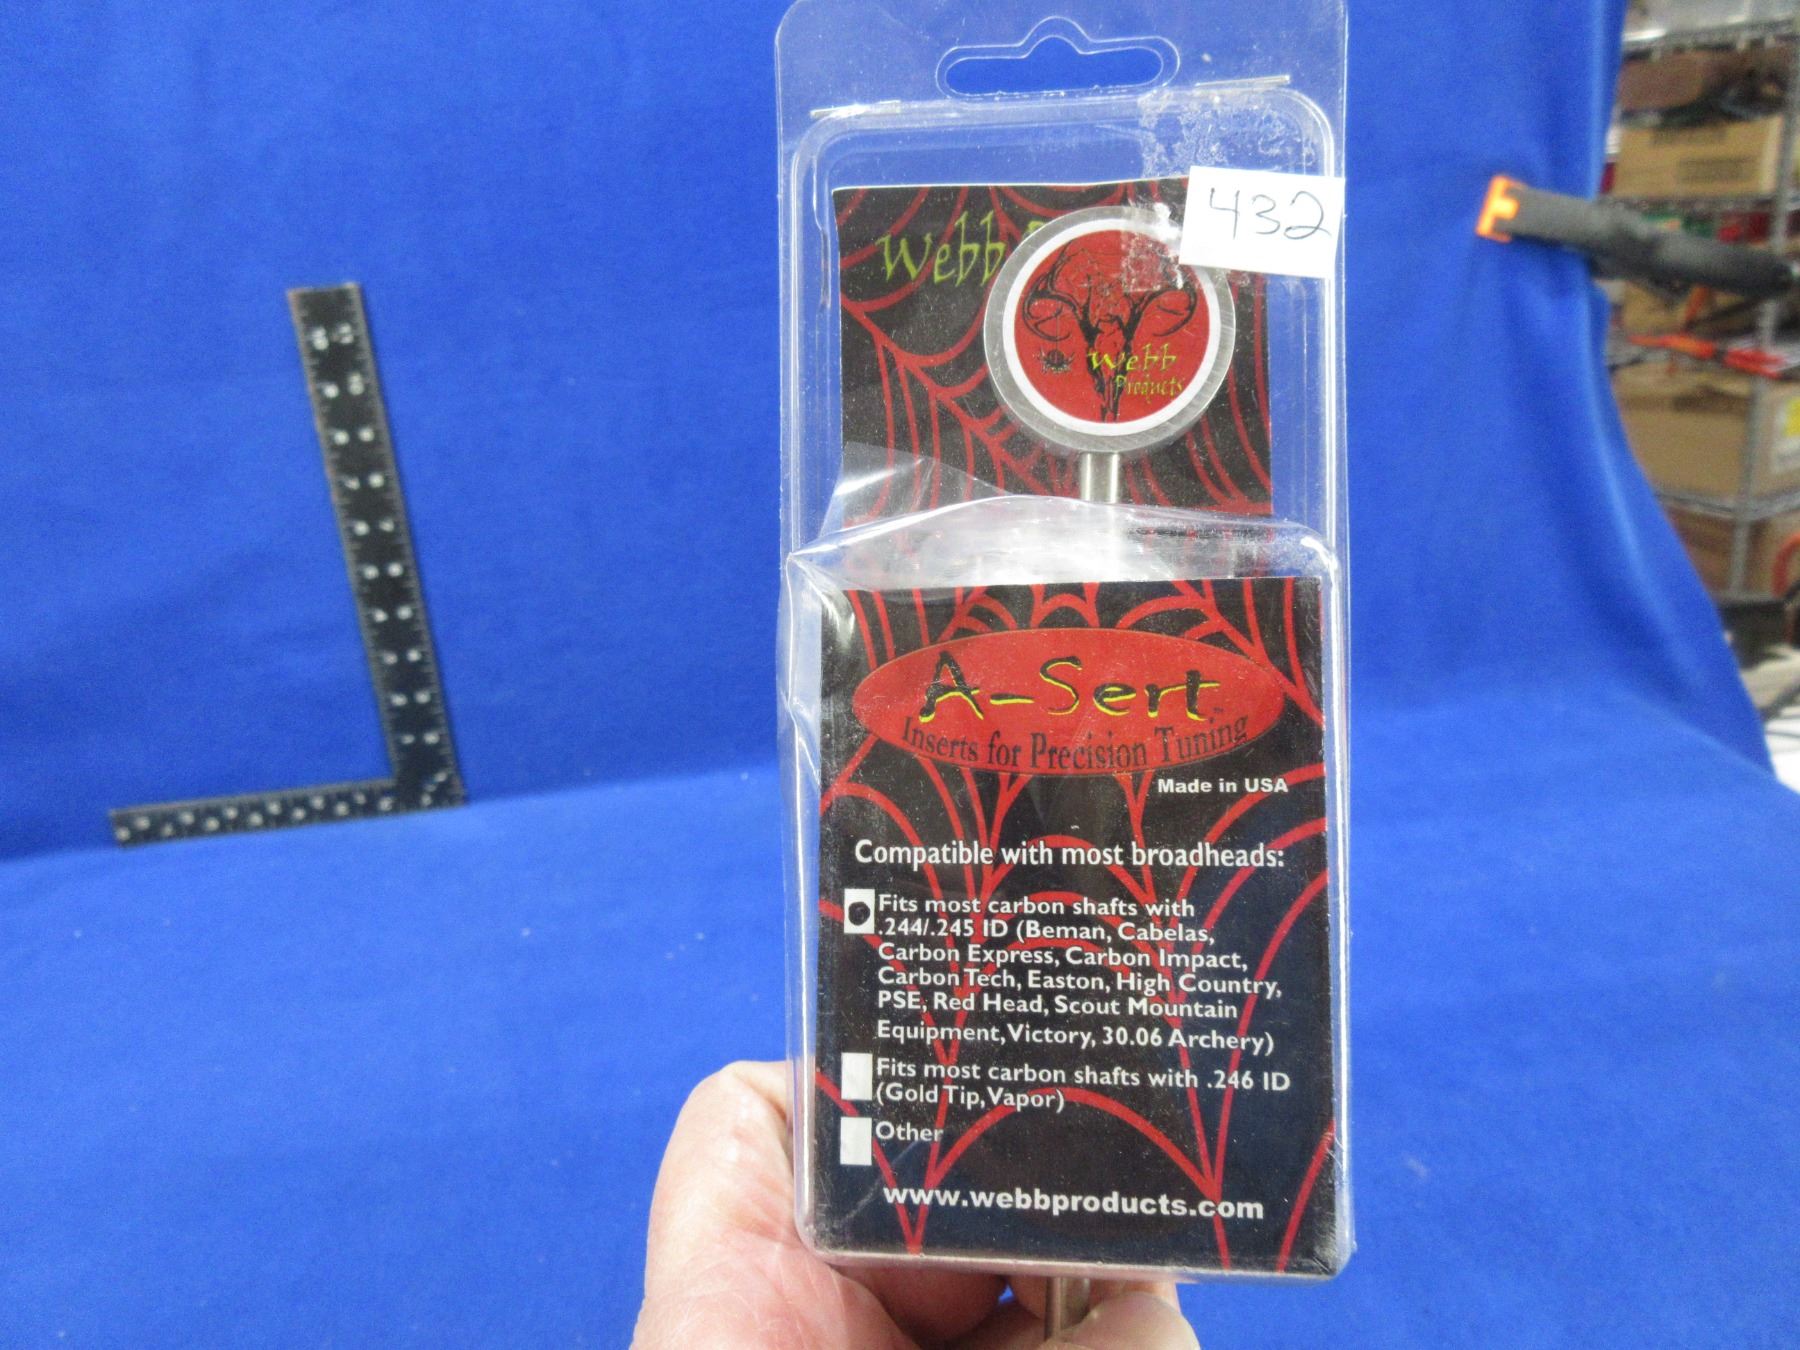 432
Webb
Webb
Products
A-Sert™
Inserts for Precision Tuning
Made in USA
Compatible with most broadheads:
Fits most carbon shafts with
.244/.245 ID (Beman, Cabelas,
Carbon Express, Carbon Impact,
Carbon Tech, Easton, High Country,
PSE, Red Head, Scout Mountain
Equipment, Victory, 30.06 Archery)
Fits most carbon shafts with .246 ID
(Gold Tip, Vapor)
Other
www.webbproducts.com